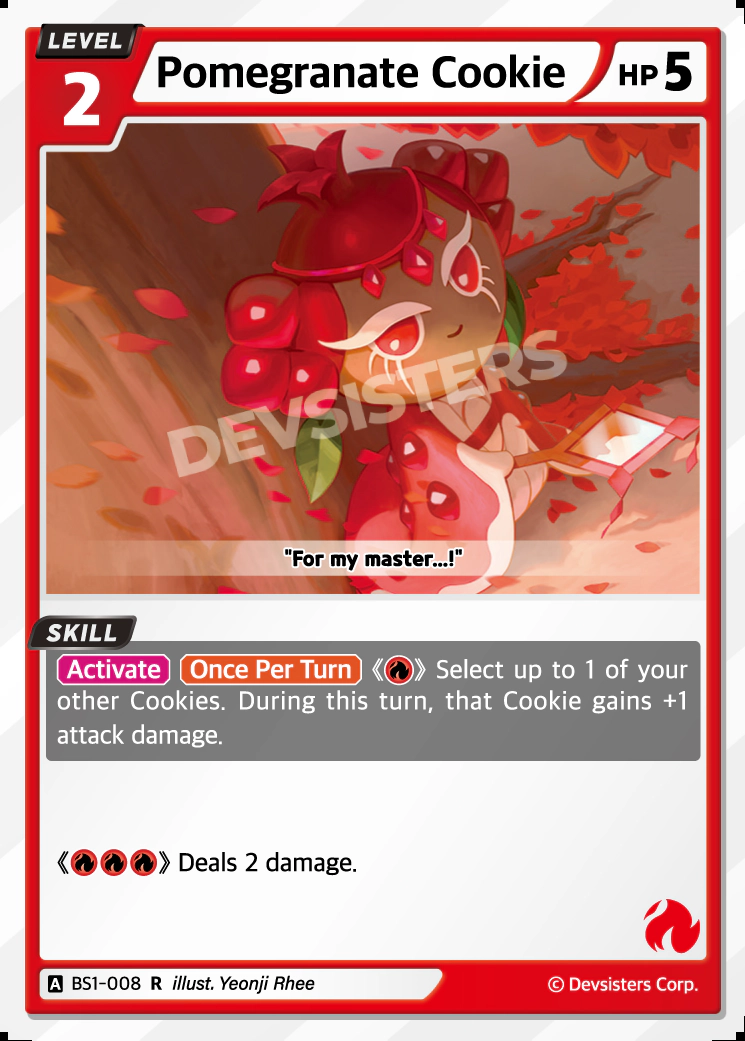 LEVEL
2
Pomegranate Cookie
HP 5
DEVSISTERS
"For my master...!"
SKILL
Activate Once Per Turn 《》 Select up to 1 of your
other Cookies. During this turn, that Cookie gains +1
attack damage.
《》 Deals 2 damage.
A BS1-008 R illust. Yeonji Rhee
© Devsisters Corp.